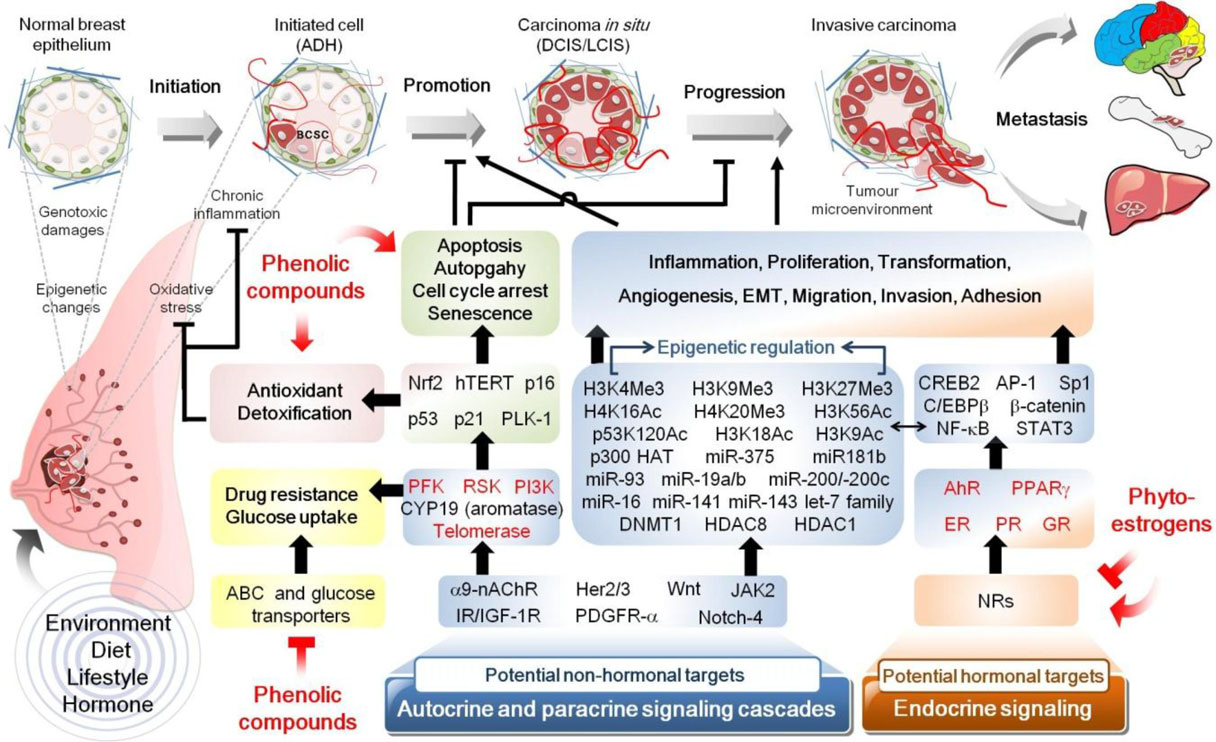 Normal breast
epithelium
Initiation
Initiated cell
(ADH)
BCSC
Promotion
Carcinoma in situ
(DCIS/LCIS)
Progression
Invasive carcinoma
Metastasis
Tumour
microenvironment
Genotoxic
damages
Chronic
inflammation
Epigenetic
changes
Oxidative
stress
Phenolic
compounds
Apoptosis
Autopgahy
Cell cycle arrest
Senescence
Inflammation, Proliferation, Transformation,
Angiogenesis, EMT, Migration, Invasion, Adhesion
Epigenetic regulation
Antioxidant
Detoxification
Nrf2 hTERT p16
p53 p21 PLK-1
H3K4Me3 H3K9Me3 H3K27Me3
H4K16Ac H4K20Me3 H3K56Ac
p53K120Ac H3K18Ac H3K9Ac
p300 HAT miR-375 miR181b
miR-93 miR-19a/b miR-200/-200c
miR-16 miR-141 miR-143 let-7 family
DNMT1 HDAC8 HDAC1
CREB2 AP-1 Sp1
C/EBPβ β-catenin
NF-κB STAT3
Drug resistance
Glucose uptake
PFK RSK PI3K
CYP19 (aromatase)
Telomerase
AhR PPARγ
ER PR GR
Phyto-
estrogens
ABC and glucose
transporters
α9-nAChR Her2/3 Wnt JAK2
IR/IGF-1R PDGFR-α Notch-4
NRs
Environment
Diet
Lifestyle
Hormone
Phenolic
compounds
Potential non-hormonal targets
Autocrine and paracrine signaling cascades
Potential hormonal targets
Endocrine signaling